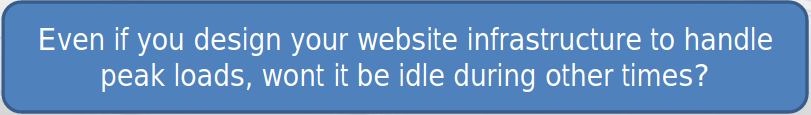 Even if you design your website infrastructure to handle
peak loads, wont it be idle during other times?